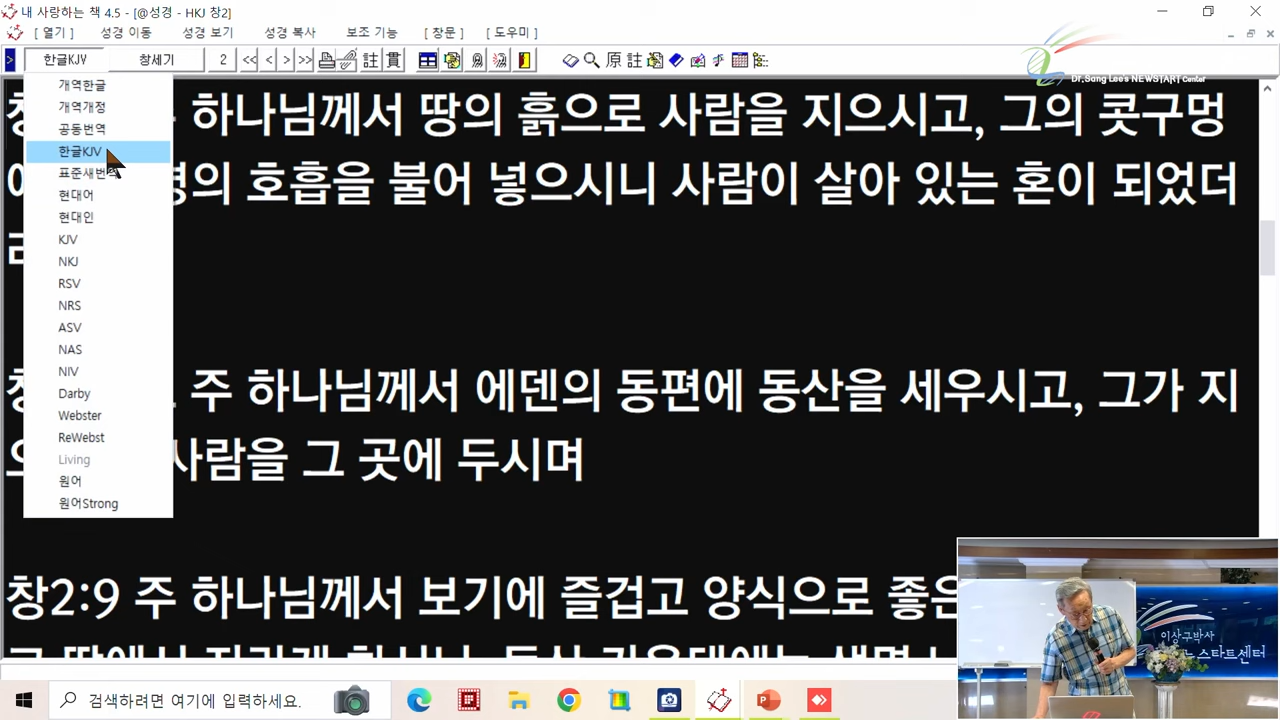 내 사랑하는 책 4.5 - [@성경 - HKJ 창2]
[ 열기 ] 성경 이동 성경 보기 성경 복사 보조 기능 [ 창문 ] [ 도우미 ]
> 한글KJV 창세기 2 << < > >> 註 貫 原 註
Dr.Sang Lee's NEWSTART Center
개역한글
개역개정
공동번역
한글KJV
표준새번역
현대어
현대인
KJV
NKJ
RSV
NRS
ASV
NAS
NIV
Darby
Webster
ReWebst
Living
원어
원어Strong
하나님께서 땅의 흙으로 사람을 지으시고, 그의 콧구멍
의 호흡을 불어 넣으시니 사람이 살아 있는 혼이 되었더
주 하나님께서 에덴의 동편에 동산을 세우시고, 그가 지
사람을 그 곳에 두시며
창2:9 주 하나님께서 보기에 즐겁고 양식으로 좋은
이상구박사
뉴스타트센터
검색하려면 여기에 입력하세요.